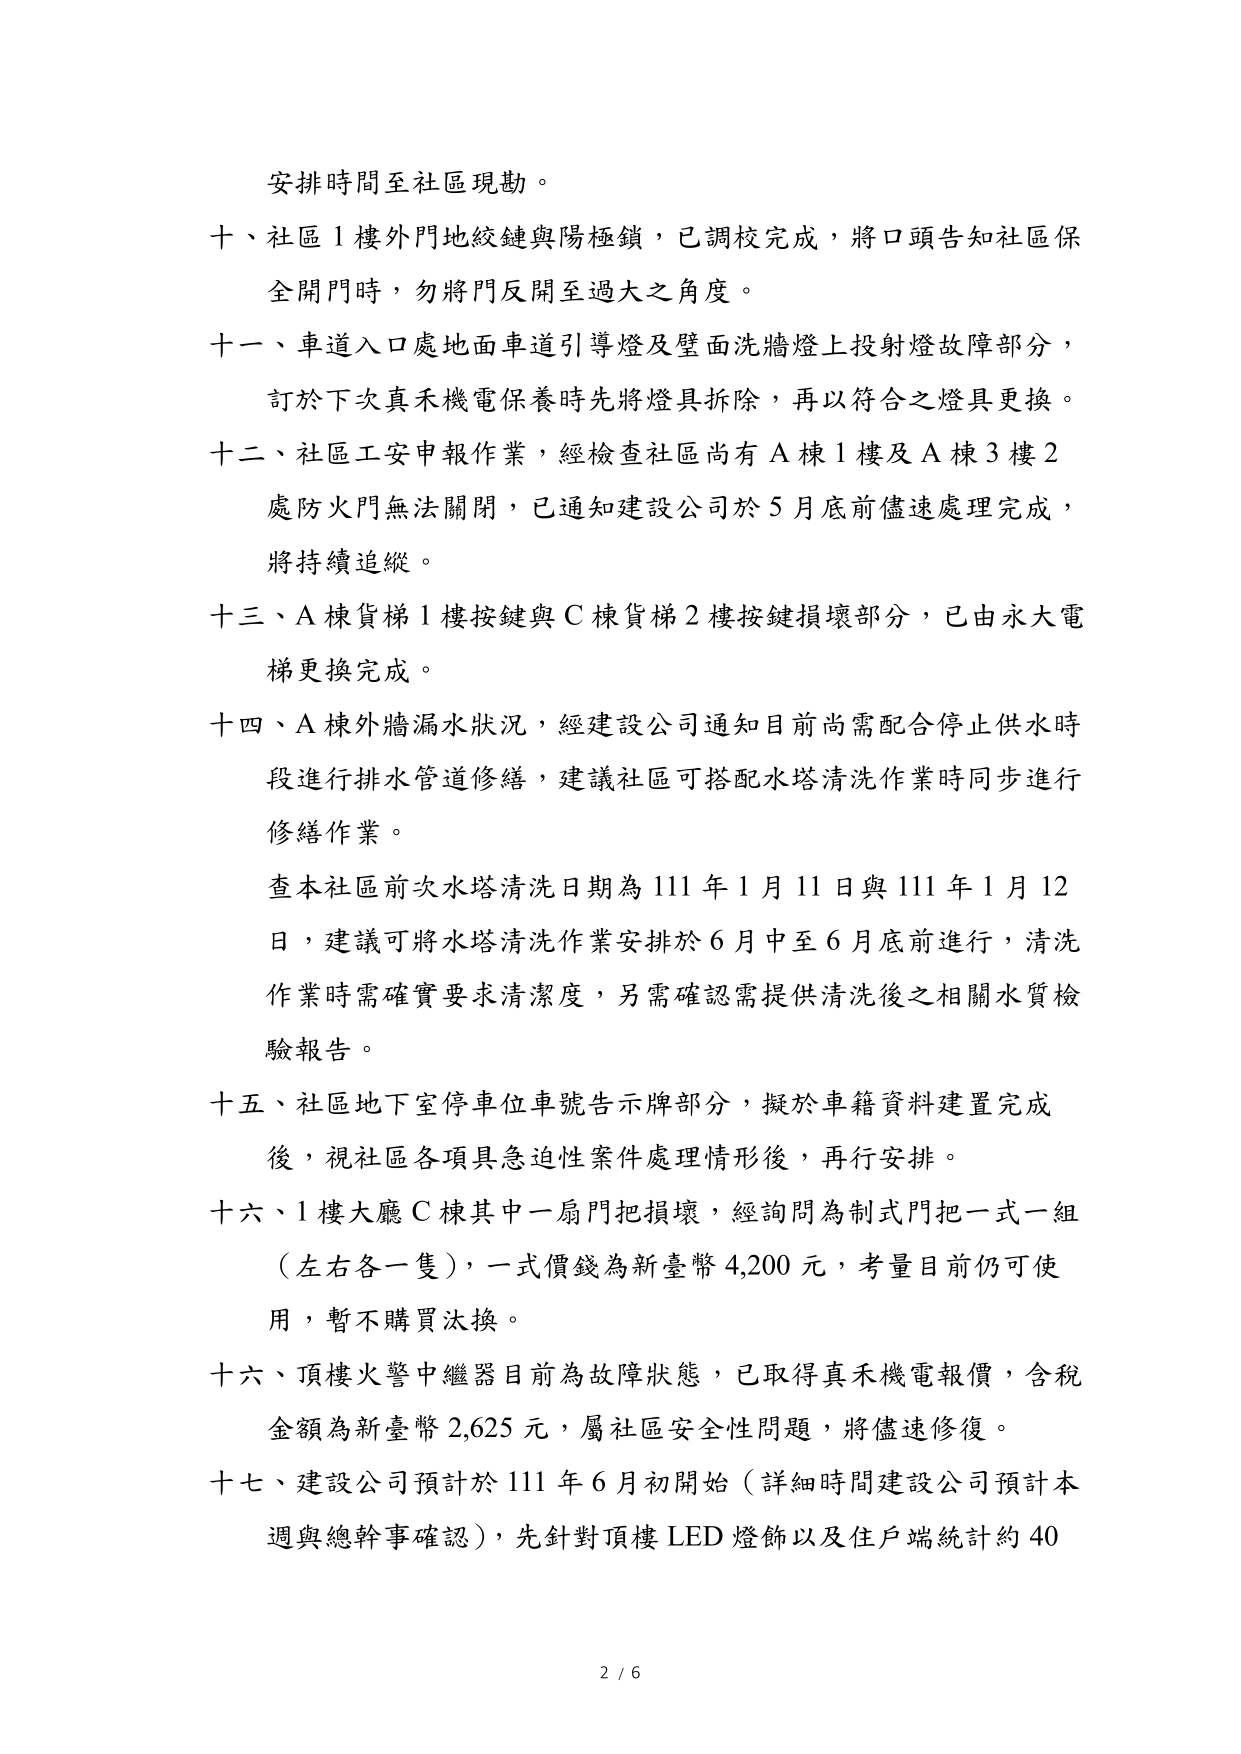 安排時間至社區現勘。
十、社區 1 樓外門地絞鏈與陽極鎖，已調校完成，將口頭告知社區保
全開門時，勿將門反開至過大之角度。
十一、車道入口處地面車道引導燈及壁面洗牆燈上投射燈故障部分，
訂於下次真禾機電保養時先將燈具拆除，再以符合之燈具更換。
十二、社區工安申報作業，經檢查社區尚有 A 棟 1 樓及 A 棟 3 樓 2
處防火門無法關閉，已通知建設公司於 5 月底前儘速處理完成，
將持續追縱。
十三、A 棟貨梯 1 樓按鍵與 C 棟貨梯 2 樓按鍵損壞部分，已由永大電
梯更換完成。
十四、A 棟外牆漏水狀況，經建設公司通知目前尚需配合停止供水時
段進行排水管道修繕，建議社區可搭配水塔清洗作業時同步進行
修繕作業。
查本社區前次水塔清洗日期為 111 年 1 月 11 日與 111 年 1 月 12
日，建議可將水塔清洗作業安排於 6 月中至 6 月底前進行，清洗
作業時需確實要求清潔度，另需確認需提供清洗後之相關水質檢
驗報告。
十五、社區地下室停車位車號告示牌部分，擬於車籍資料建置完成
後，視社區各項具急迫性案件處理情形後，再行安排。
十六、1 樓大廳 C 棟其中一扇門把損壞，經詢問為制式門把一式一組
（左右各一隻），一式價錢為新臺幣 4,200 元，考量目前仍可使
用，暫不購買汰換。
十六、頂樓火警中繼器目前為故障狀態，已取得真禾機電報價，含稅
金額為新臺幣 2,625 元，屬社區安全性問題，將儘速修復。
十七、建設公司預計於 111 年 6 月初開始（詳細時間建設公司預計本
週與總幹事確認），先針對頂樓 LED 燈飾以及住戶端統計約 40
2 / 6